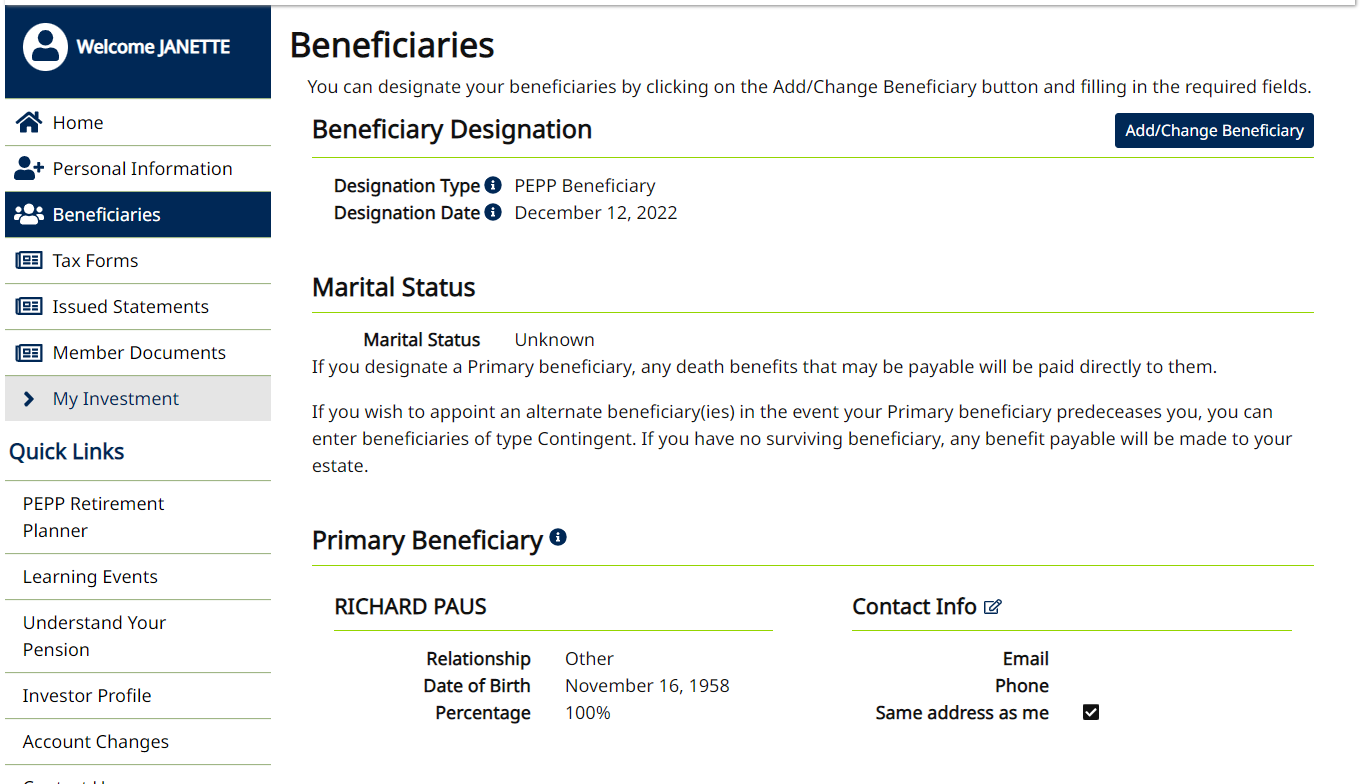 Welcome JANETTE
Home
Personal Information
Beneficiaries
Tax Forms
Issued Statements
Member Documents
My Investment
Quick Links
PEPP Retirement
Planner
Learning Events
Understand Your
Pension
Investor Profile
Account Changes
Beneficiaries
You can designate your beneficiaries by clicking on the Add/Change Beneficiary button and filling in the required fields.
Beneficiary Designation
Add/Change Beneficiary
Designation Type PEPP Beneficiary
Designation Date December 12, 2022
Marital Status
Marital Status Unknown
If you designate a Primary beneficiary, any death benefits that may be payable will be paid directly to them.
If you wish to appoint an alternate beneficiary(ies) in the event your Primary beneficiary predeceases you, you can
enter beneficiaries of type Contingent. If you have no surviving beneficiary, any benefit payable will be made to your
estate.
Primary Beneficiary
RICHARD PAUS
Relationship Other
Date of Birth November 16, 1958
Percentage 100%
Contact Info
Email
Phone
Same address as me